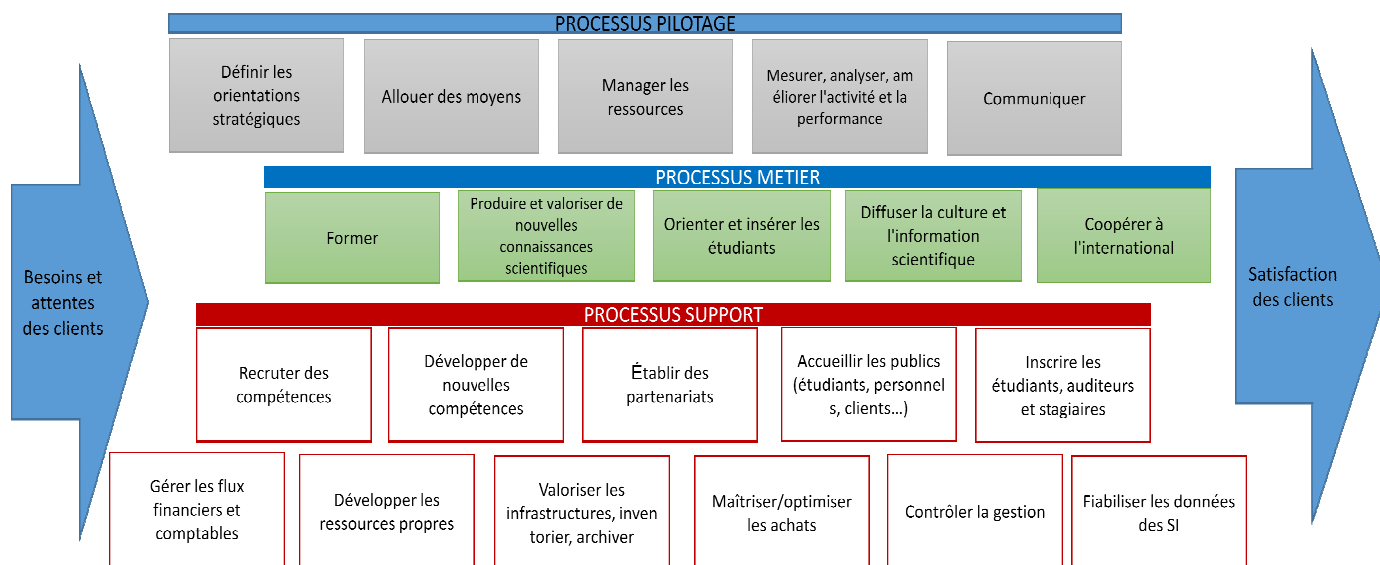 PROCESSUS PILOTAGE
Définir les
orientations
stratégiques
Allouer des moyens
Manager les
ressources
Mesurer, analyser, am
éliorer l'activité et la
performance
Communiquer
PROCESSUS METIER
Former
Produire et valoriser de
nouvelles
connaissances
scientifiques
Orienter et insérer les
étudiants
Diffuser la culture et
l'information
scientifique
Coopérer à
l'international
Besoins et
attentes
des clients
Satisfaction
des clients
PROCESSUS SUPPORT
Recruter des
compétences
Développer de
nouvelles
compétences
Établir des
partenariats
Accueillir les publics
(étudiants, personnel
s, clients...)
Inscrire les
étudiants, auditeurs
et stagiaires
Gérer les flux
financiers et
comptables
Développer les
ressources propres
Valoriser les
infrastructures, inven
torier, archiver
Maîtriser/optimiser
les achats
Contrôler la gestion
Fiabiliser les données
des SI